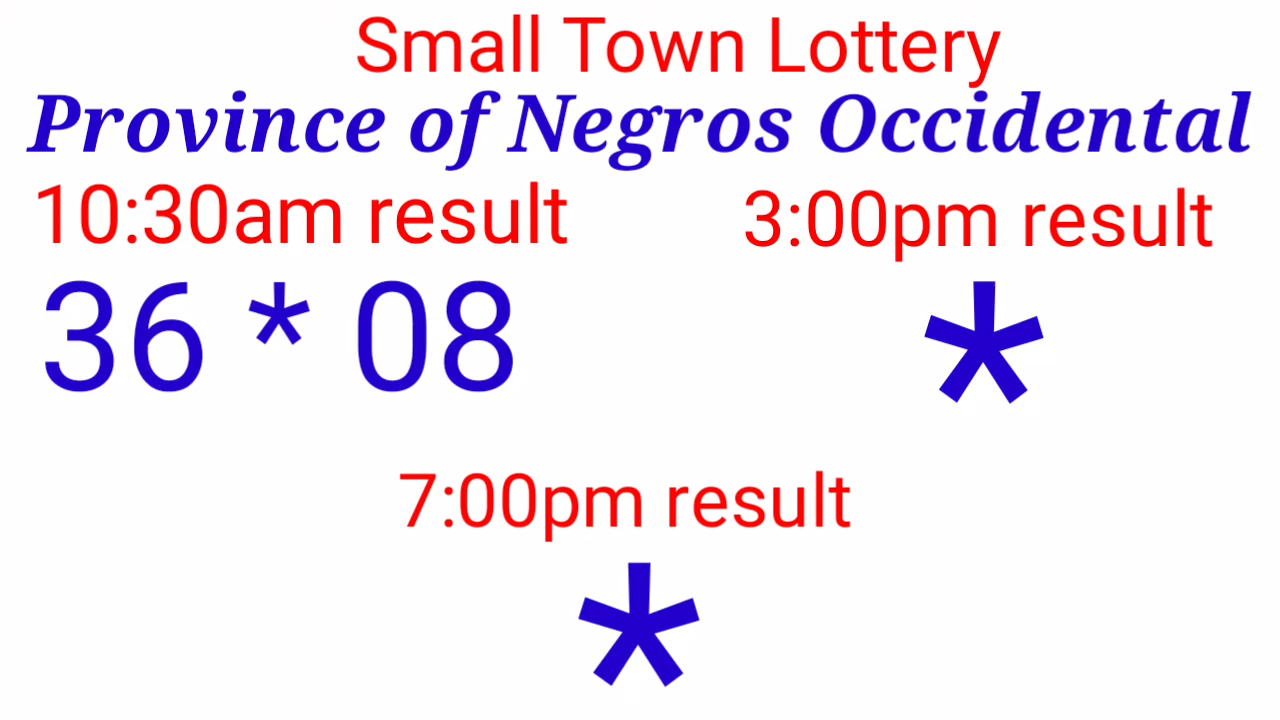 Small Town Lottery
Province of Negros Occidental
10:30am result
36 * 08
3:00pm result
*
7:00pm result
*